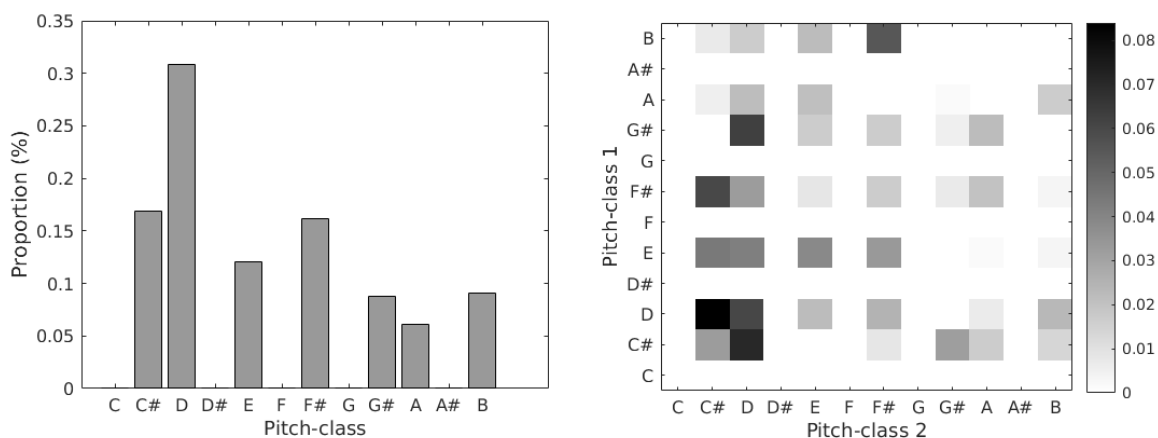 0.35
0.3
0.25
0.2
0.15
0.1
0.05
0
Proportion (%)
C C# D D# E F F# G G# A A# B
Pitch-class
B
A#
A
G#
G
F#
F
E
D#
D
C#
C
Pitch-class 1
C C# D D# E F F# G G# A A# B
Pitch-class 2
0.08
0.07
0.06
0.05
0.04
0.03
0.02
0.01
0